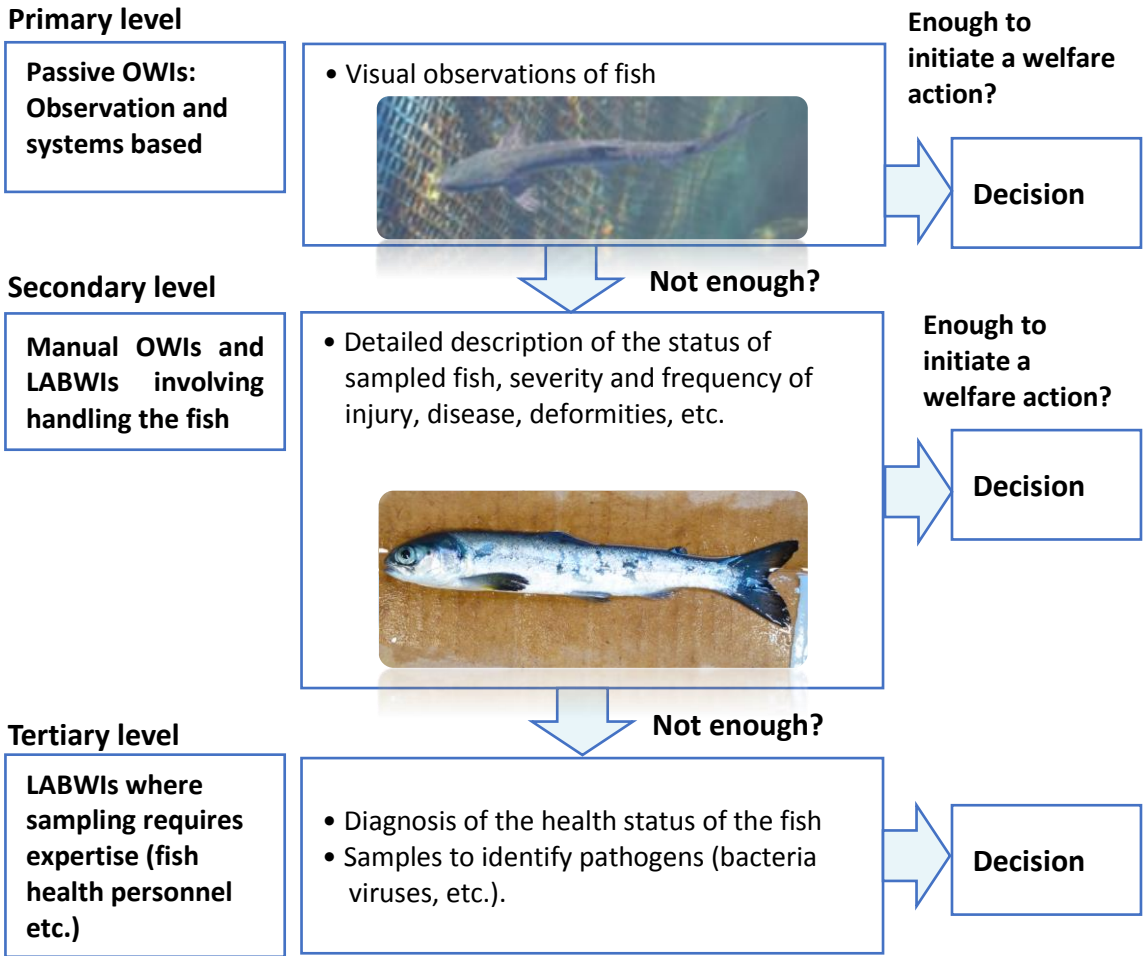 Primary level
Passive OWIs:
Observation and
systems based
• Visual observations of fish
Enough to
initiate a welfare
action?
Decision
Not enough?
Secondary level
Manual OWIs and
LABWIs involving
handling the fish
• Detailed description of the status of
sampled fish, severity and frequency of
injury, disease, deformities, etc.
Enough to
initiate a
welfare action?
Decision
Not enough?
Tertiary level
LABWIs where
sampling requires
expertise (fish
health personnel
etc.)
• Diagnosis of the health status of the fish
• Samples to identify pathogens (bacteria
viruses, etc.).
Decision